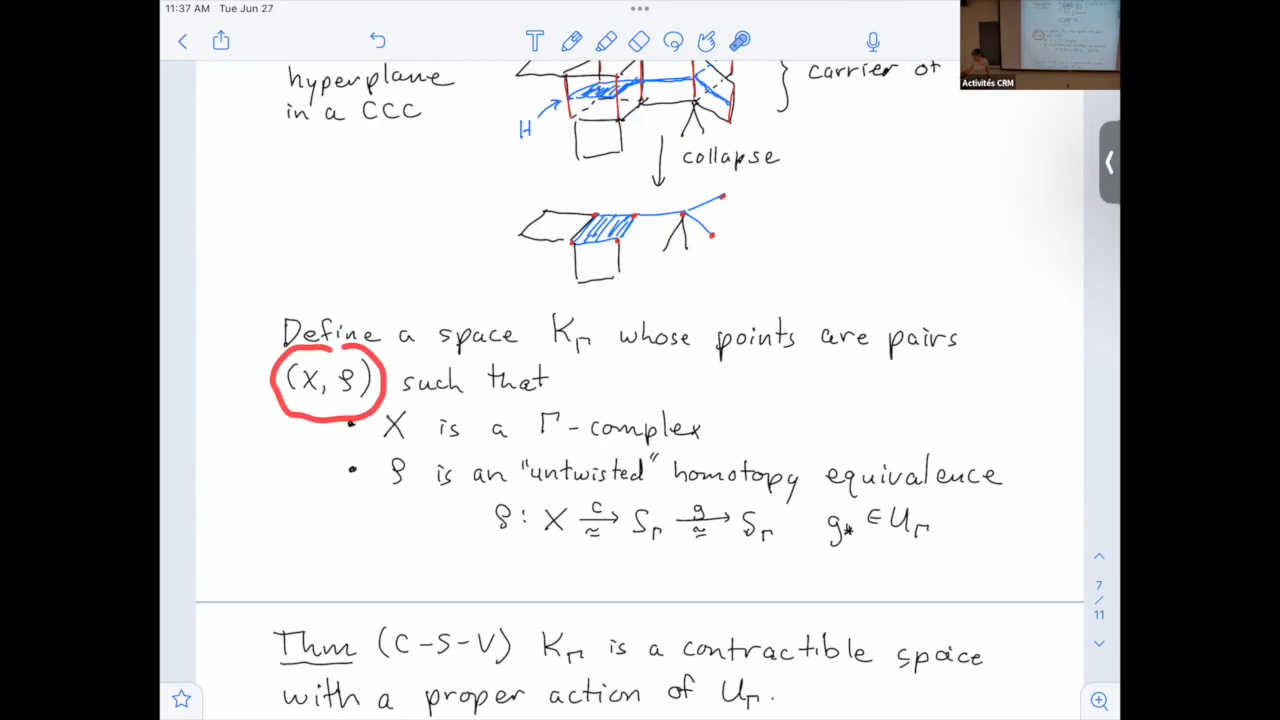 11:37 AM Tue Jun 27
hyperplane
in a CCC
carrier of
H
collapse
Define a space K_Γ whose points are pairs
(X, ρ) such that
• X is a Γ-complex
• ρ is an "untwisted" homotopy equivalence
ρ: X —c≃→ S_Γ —g≃→ S_Γ g_* ∈ U_Γ
Thm (C-S-V) K_Γ is a contractible space
with a proper action of U_Γ.
Activités CRM
7
/
11